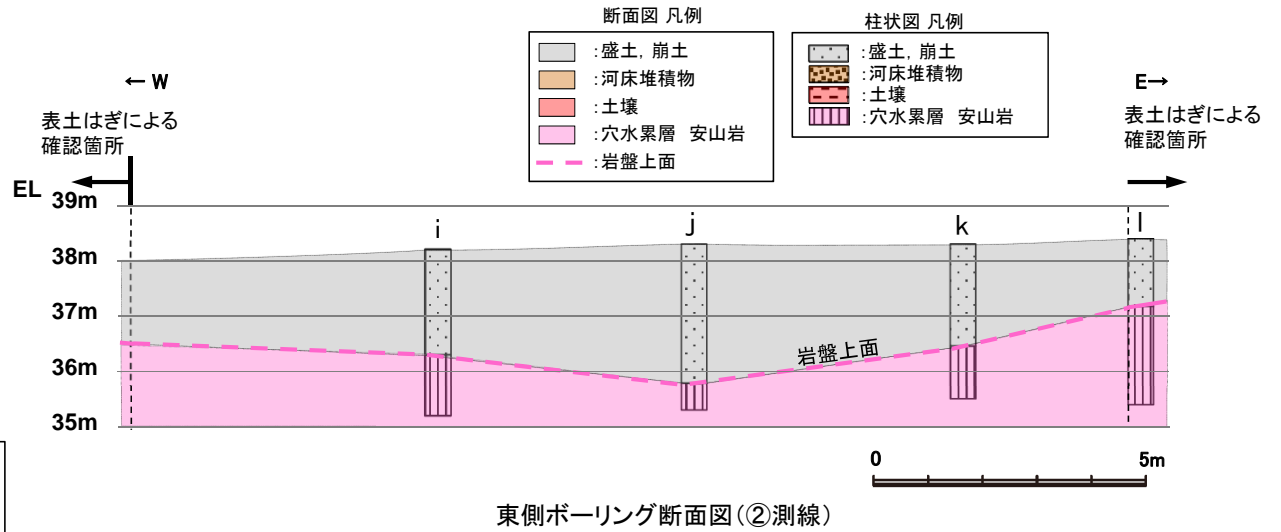 断面図 凡例
:盛土, 崩土
:河床堆積物
:土壌
:穴水累層 安山岩
:岩盤上面
柱状図 凡例
:盛土, 崩土
:河床堆積物
:土壌
:穴水累層 安山岩
← W
表土はぎによる
確認箇所
E→
表土はぎによる
確認箇所
EL 39m
38m
37m
36m
35m
i
j
k
l
岩盤上面
0 5m
東側ボーリング断面図(②測線)